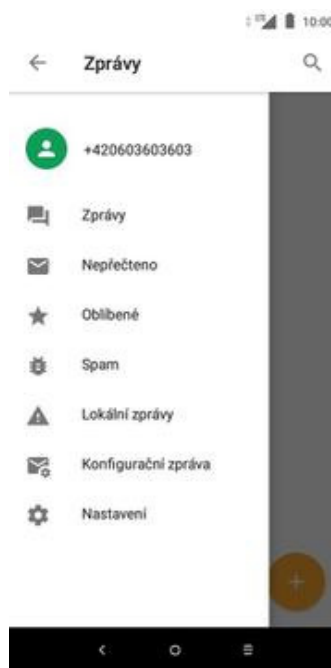 10:00
Zprávy
+420603603603
Zprávy
Nepřečteno
Oblíbené
Spam
Lokální zprávy
Konfigurační zpráva
Nastavení